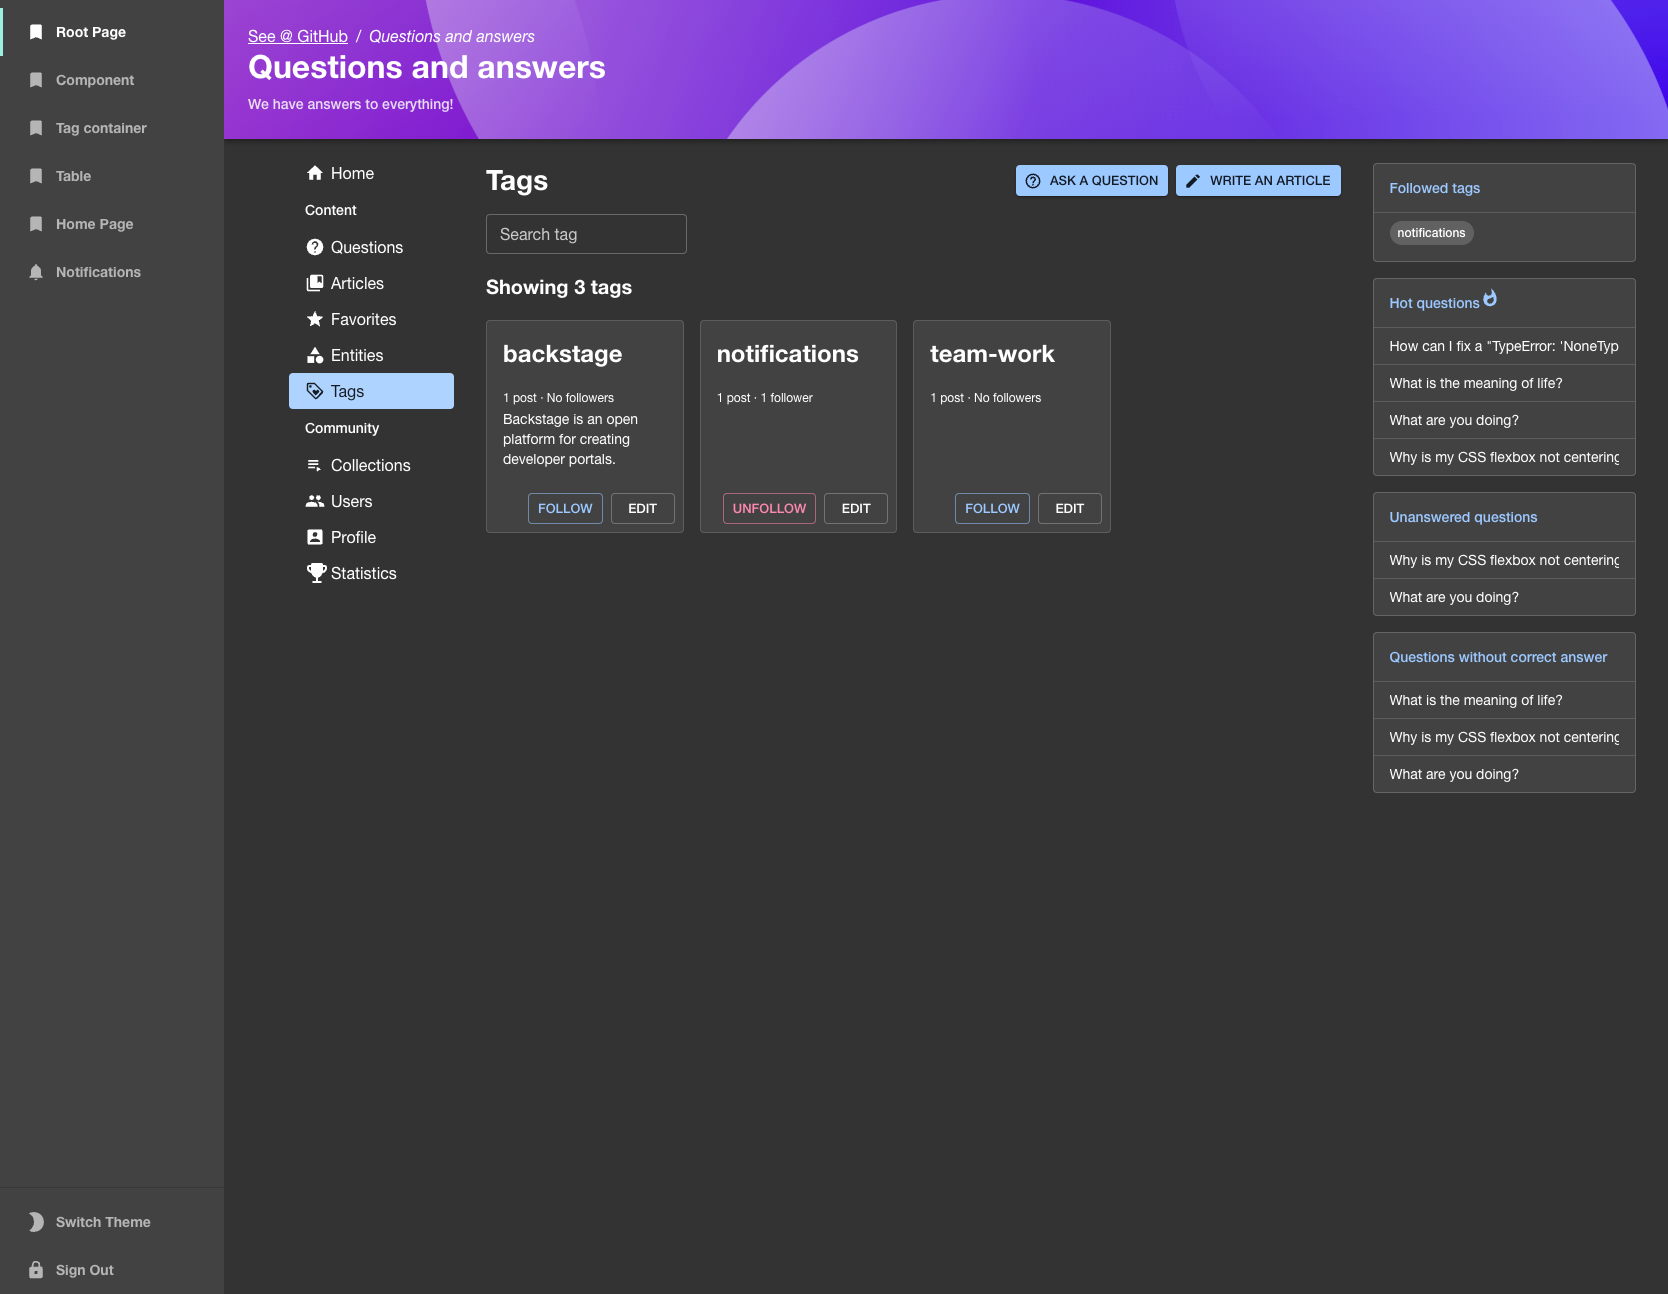 Root Page
Component
Tag container
Table
Home Page
Notifications
Switch Theme
Sign Out
See @ GitHub / Questions and answers
Questions and answers
We have answers to everything!
Home
Content
Questions
Articles
Favorites
Entities
Tags
Community
Collections
Users
Profile
Statistics
Tags
ASK A QUESTION
WRITE AN ARTICLE
Search tag
Showing 3 tags
backstage
1 post · No followers
Backstage is an open
platform for creating
developer portals.
FOLLOW
EDIT
notifications
1 post · 1 follower
UNFOLLOW
EDIT
team-work
1 post · No followers
FOLLOW
EDIT
Followed tags
notifications
Hot questions
How can I fix a "TypeError: 'NoneTyp
What is the meaning of life?
What are you doing?
Why is my CSS flexbox not centering
Unanswered questions
Why is my CSS flexbox not centering
What are you doing?
Questions without correct answer
What is the meaning of life?
Why is my CSS flexbox not centering
What are you doing?